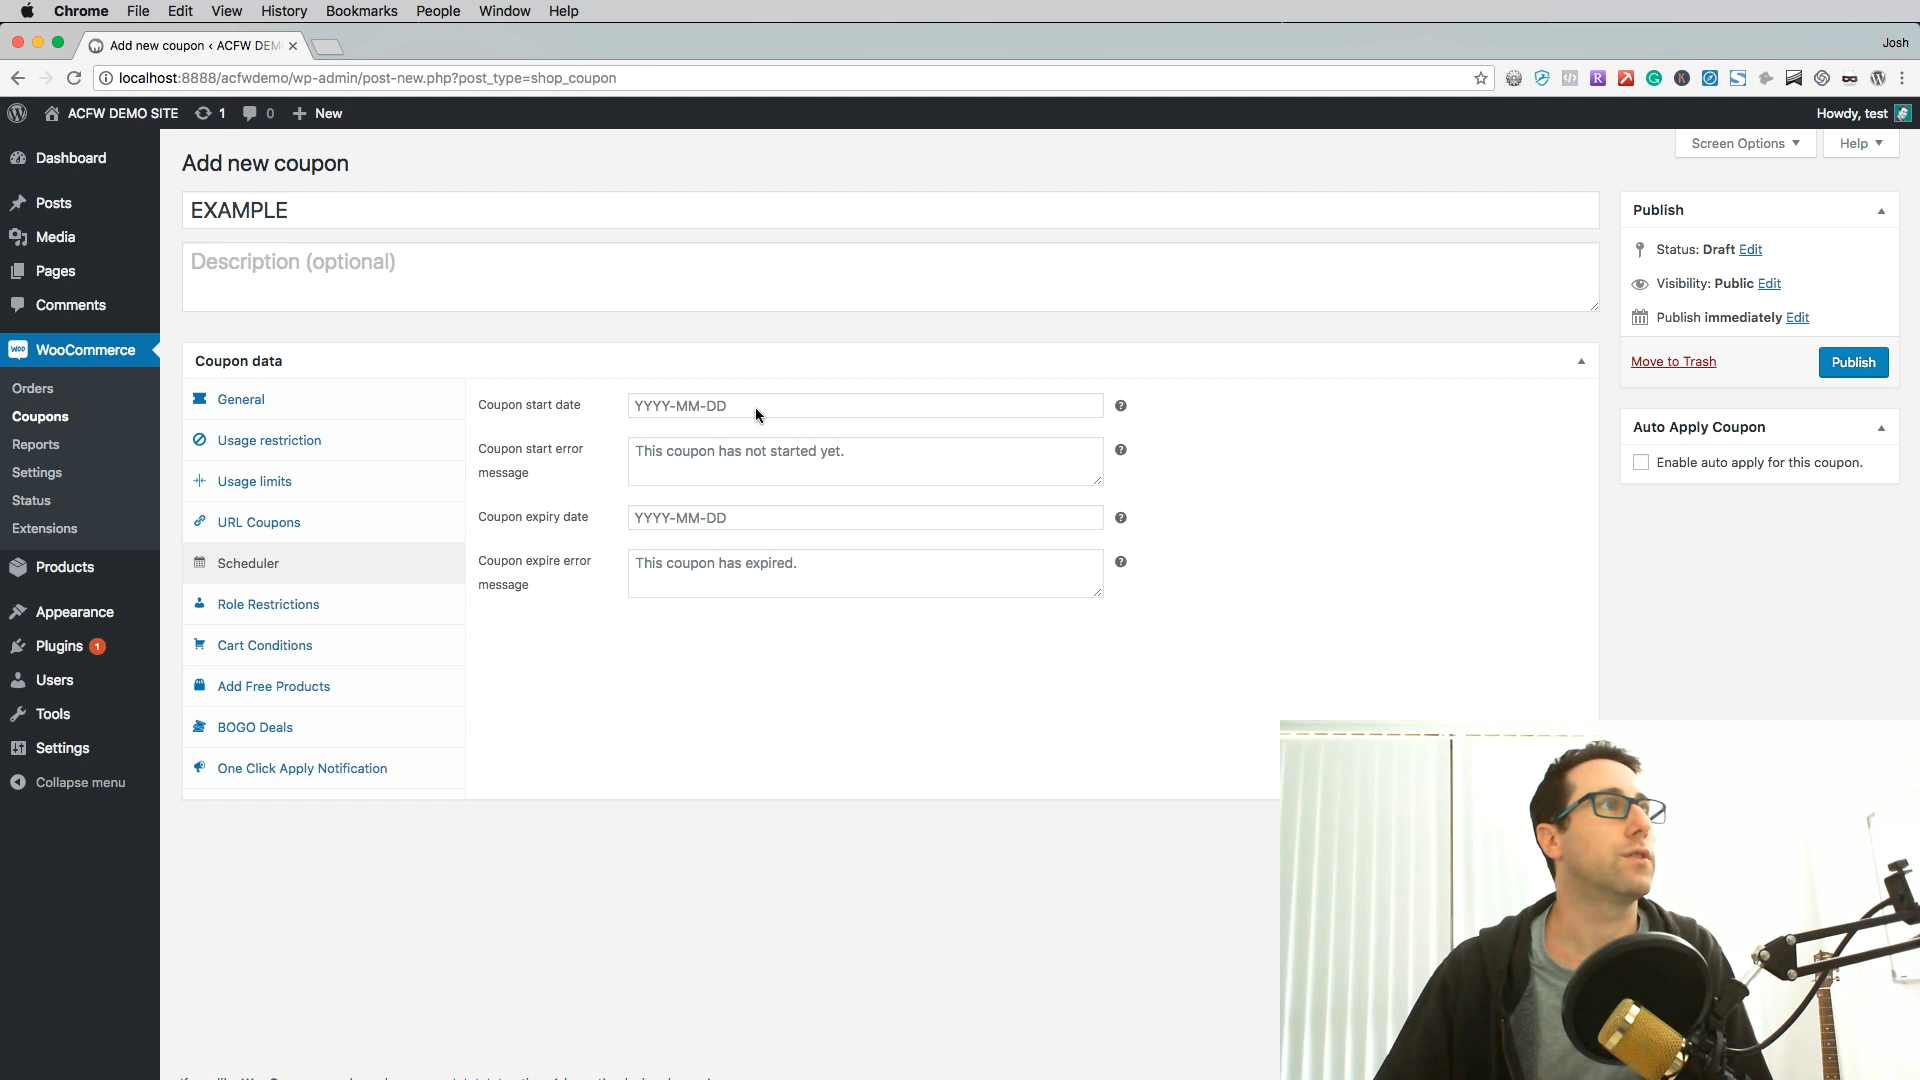 Chrome File Edit View History Bookmarks People Window Help
Add new coupon ‹ ACFW DEM
Josh
localhost:8888/acfwdemo/wp-admin/post-new.php?post_type=shop_coupon
ACFW DEMO SITE 1 0 New
Howdy, test
Screen Options Help
Dashboard
Posts
Media
Pages
Comments
WooCommerce
Orders
Coupons
Reports
Settings
Status
Extensions
Products
Appearance
Plugins 1
Users
Tools
Settings
Collapse menu
Add new coupon
EXAMPLE
Description (optional)
Coupon data
General
Usage restriction
Usage limits
URL Coupons
Scheduler
Role Restrictions
Cart Conditions
Add Free Products
BOGO Deals
One Click Apply Notification
Coupon start date YYYY-MM-DD
Coupon start error
message
This coupon has not started yet.
Coupon expiry date YYYY-MM-DD
Coupon expire error
message
This coupon has expired.
Publish
Status: Draft Edit
Visibility: Public Edit
Publish immediately Edit
Move to Trash Publish
Auto Apply Coupon
Enable auto apply for this coupon.